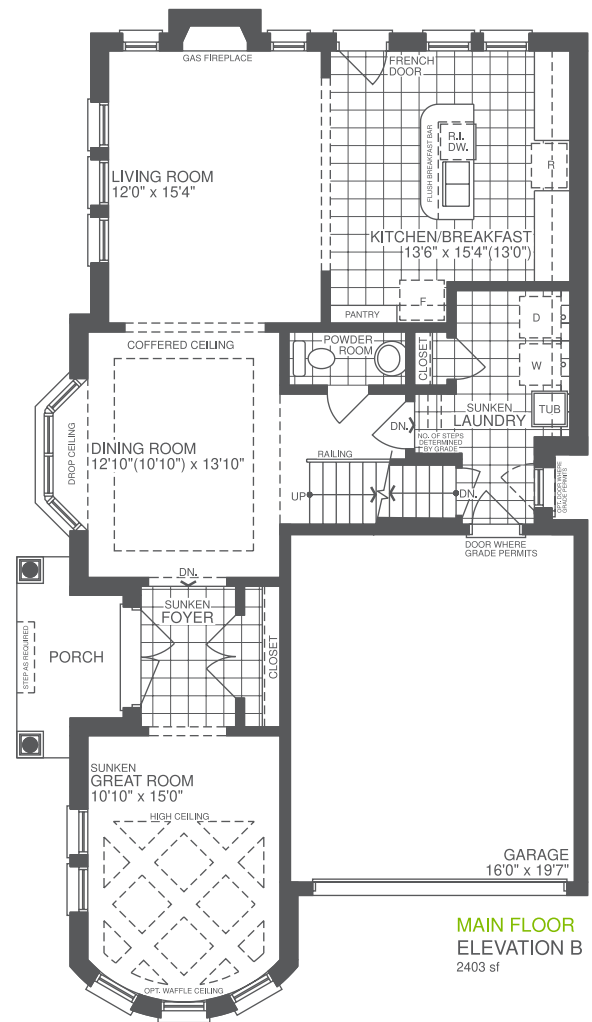 GAS FIREPLACE
FRENCH
DOOR
FLUSH BREAKFAST BAR
R.I.
DW.
R
LIVING ROOM
12'0" x 15'4"
KITCHEN/BREAKFAST
13'6" x 15'4"(13'0")
PANTRY
F
COFFERED CEILING
POWDER
ROOM
CLOSET
D
W
TUB
SUNKEN
LAUNDRY
DN.
NO. OF STEPS
DETERMINED
BY GRADE
DROP CEILING
DINING ROOM
12'10"(10'10") x 13'10"
RAILING
UP
DN.
OPT. DOOR WHERE
GRADE PERMITS
DOOR WHERE
GRADE PERMITS
DN.
SUNKEN
FOYER
CLOSET
PORCH
STEP AS REQUIRED
SUNKEN
GREAT ROOM
10'10" x 15'0"
HIGH CEILING
OPT. WAFFLE CEILING
GARAGE
16'0" x 19'7"
MAIN FLOOR
ELEVATION B
2403 sf